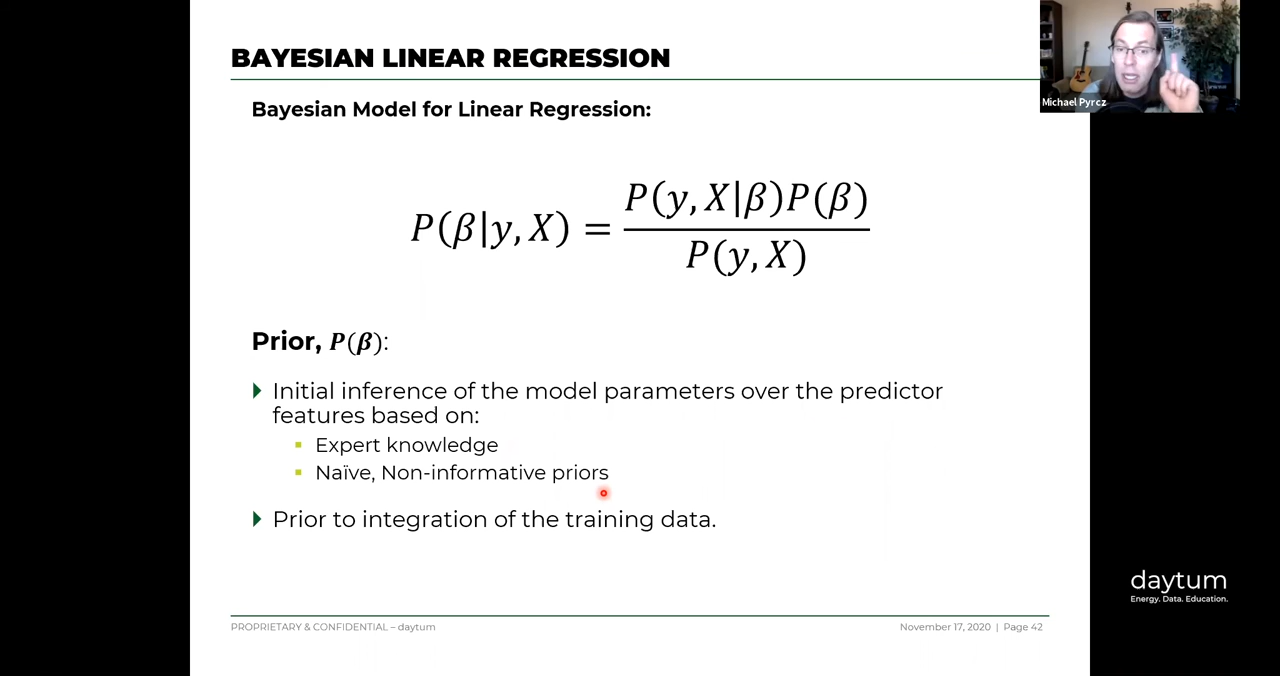 BAYESIAN LINEAR REGRESSION
Michael Pyrcz
Bayesian Model for Linear Regression:
P(β|y, X) = P(y, X|β)P(β) / P(y, X)
Prior, P(β):
Initial inference of the model parameters over the predictor
features based on:
Expert knowledge
Naïve, Non-informative priors
Prior to integration of the training data.
daytum
Energy. Data. Education.
PROPRIETARY & CONFIDENTIAL – daytum
November 17, 2020 | Page 42